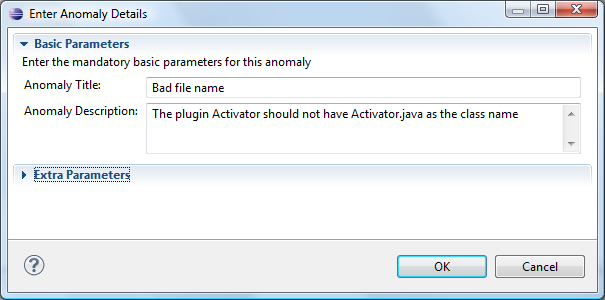 Enter Anomaly Details
Basic Parameters
Enter the mandatory basic parameters for this anomaly
Anomaly Title: Bad file name
Anomaly Description: The plugin Activator should not have Activator.java as the class name
Extra Parameters
?
OK Cancel